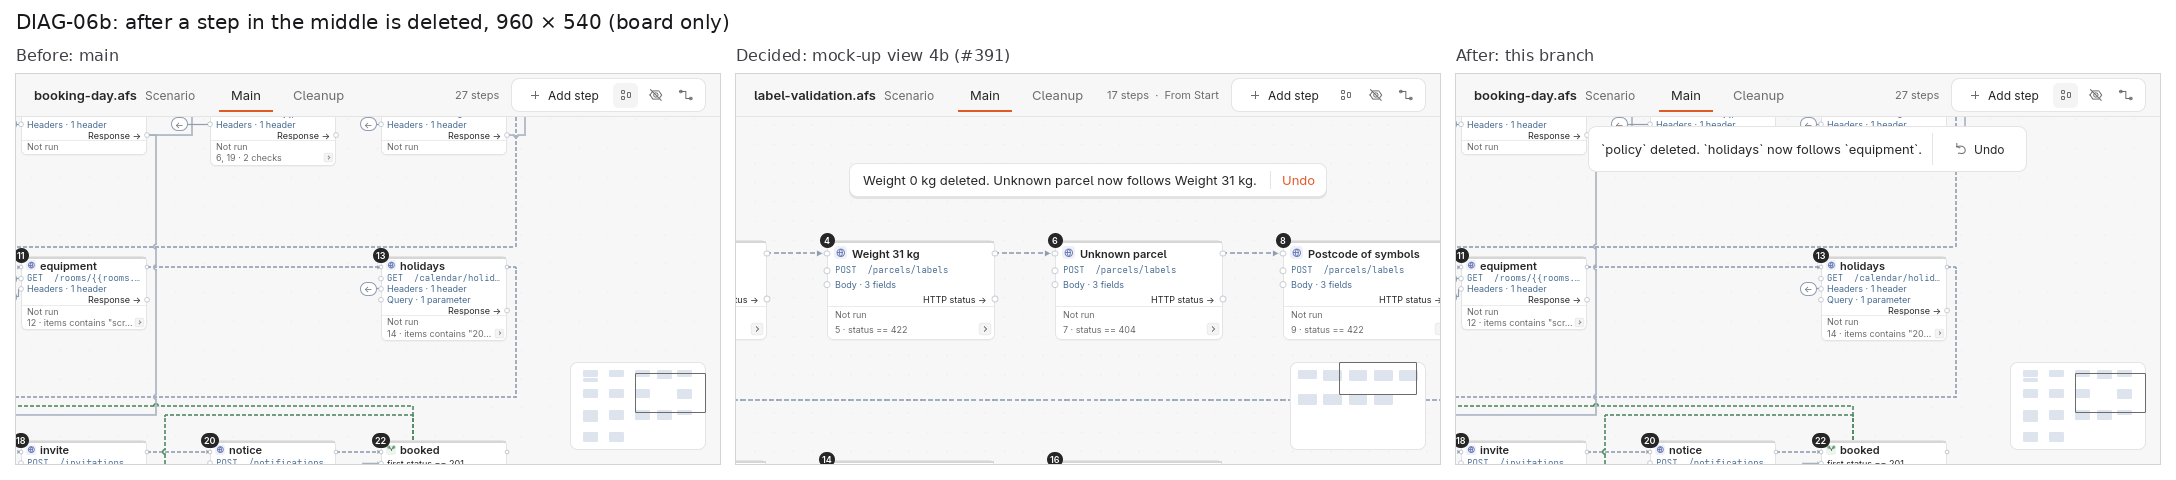 DIAG-06b: after a step in the middle is deleted, 960 × 540 (board only)
Before: main
booking-day.afs Scenario Main Cleanup 27 steps + Add step
Headers · 1 header
Response →
Not run
Not run
6, 19 · 2 checks
Headers · 1 header
Response →
Not run
11 equipment
GET /rooms/{{rooms...
Headers · 1 header
Response →
Not run
12 · items contains "scr...
13 holidays
GET /calendar/holid...
Headers · 1 header
Query · 1 parameter
Response →
Not run
14 · items contains "20...
18 invite
POST /invitations
20 notice
POST /notifications
22 booked
first status == 201
Decided: mock-up view 4b (#391)
label-validation.afs Scenario Main Cleanup 17 steps · From Start + Add step
Weight 0 kg deleted. Unknown parcel now follows Weight 31 kg. Undo
tus →
4 Weight 31 kg
POST /parcels/labels
Body · 3 fields
HTTP status →
Not run
5 · status == 422
6 Unknown parcel
POST /parcels/labels
Body · 3 fields
HTTP status →
Not run
7 · status == 404
8 Postcode of symbols
POST /parcels/labels
Body · 3 fields
HTTP status →
Not run
9 · status == 422
14
16
After: this branch
booking-day.afs Scenario Main Cleanup 27 steps + Add step
Headers · 1 header
Response →
Not run
`policy` deleted. `holidays` now follows `equipment`. Undo
11 equipment
GET /rooms/{{rooms...
Headers · 1 header
Response →
Not run
12 · items contains "scr...
13 holidays
GET /calendar/holid...
Headers · 1 header
Query · 1 parameter
Response →
Not run
14 · items contains "20...
18 invite
POST /invitations
20 notice
POST /notifications
22 booked
first status == 201